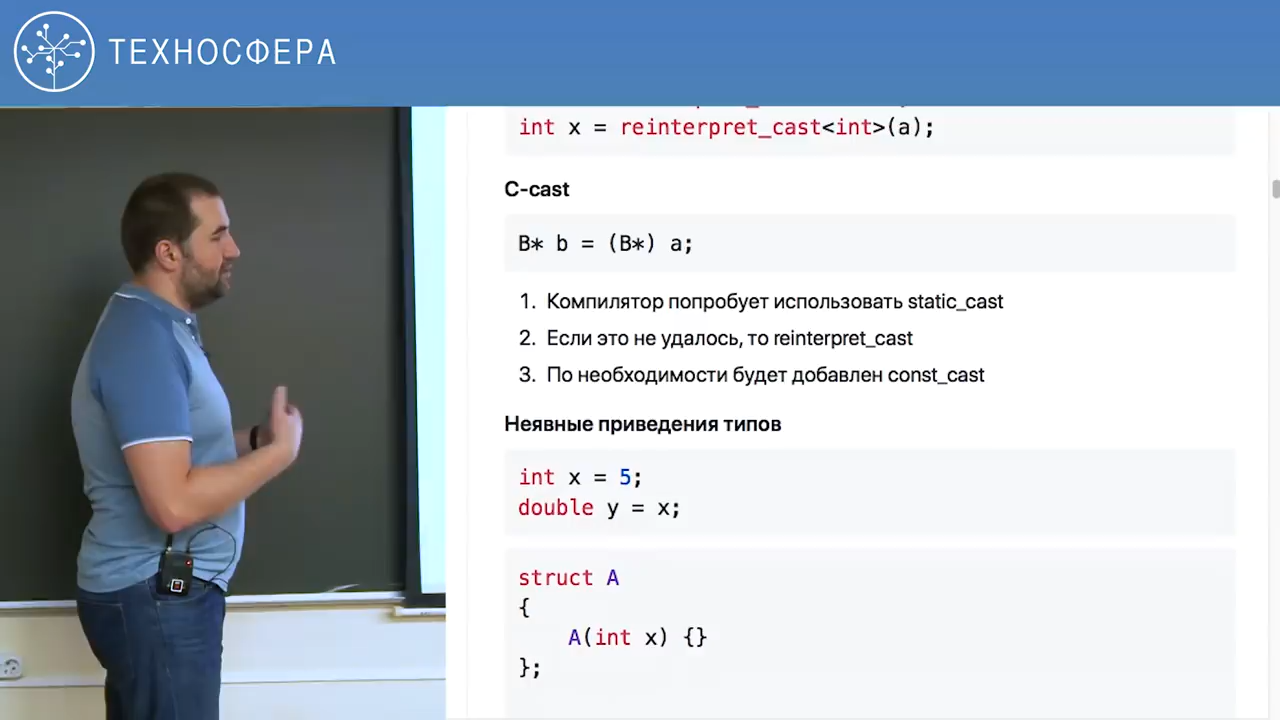 ТЕХНОСФЕРА
int x = reinterpret_cast<int>(a);
C-cast
B* b = (B*) a;
1. Компилятор попробует использовать static_cast
2. Если это не удалось, то reinterpret_cast
3. По необходимости будет добавлен const_cast
Неявные приведения типов
int x = 5;
double y = x;
struct A
{
    A(int x) {}
};